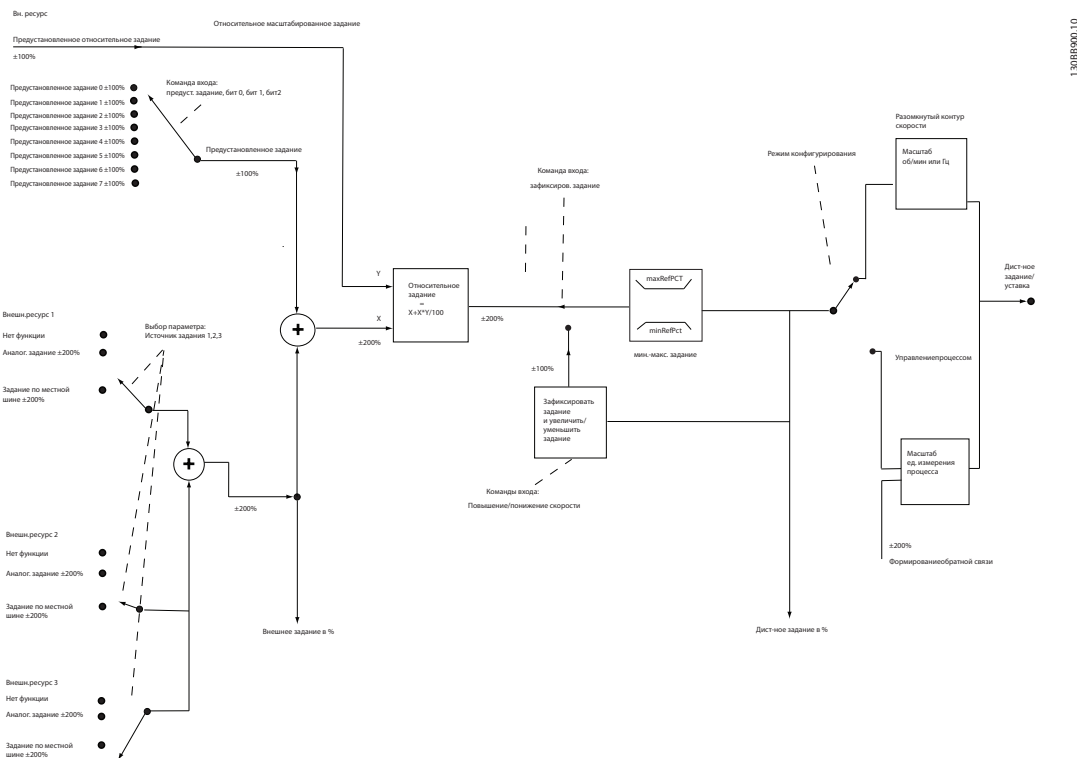 Вн. ресурс
Относительное масштабированное задание
130BB900.10
Предустановленное относительное задание
±100%
Команда входа:
предуст. задание, бит 0, бит 1, бит2
Предустановленное задание 0 ±100%
Предустановленное задание 1 ±100%
Предустановленное задание 2 ±100%
Предустановленное задание 3 ±100%
Предустановленное задание 4 ±100%
Предустановленное задание 5 ±100%
Предустановленное задание 6 ±100%
Предустановленное задание 7 ±100%
Предустановленное задание
±100%
Разомкнутый контур
скорости
Масштаб
об/мин или Гц
Режим конфигурирования
Команда входа:
зафиксиров. задание
Y
X
±200%
Относительное
задание
=
X+X*Y/100
±200%
maxRefPCT
minRefPct
мин.-макс. задание
Дист-ное
задание/
уставка
Внешн.ресурс 1
Нет функции
Аналог. задание ±200%
Задание по местной
шине ±200%
Выбор параметра:
Источник задания 1,2,3
+
+
±200%
±100%
Зафиксировать
задание
и увеличить/
уменьшить
задание
Команды входа:
Повышение/понижение скорости
Управлениепроцессом
Масштаб
ед. измерения
процесса
±200%
Формированиеобратной связи
Внешн.ресурс 2
Нет функции
Аналог. задание ±200%
Задание по местной
шине ±200%
Внешнее задание в %
Дист-ное задание в %
Внешн.ресурс 3
Нет функции
Аналог. задание ±200%
Задание по местной
шине ±200%